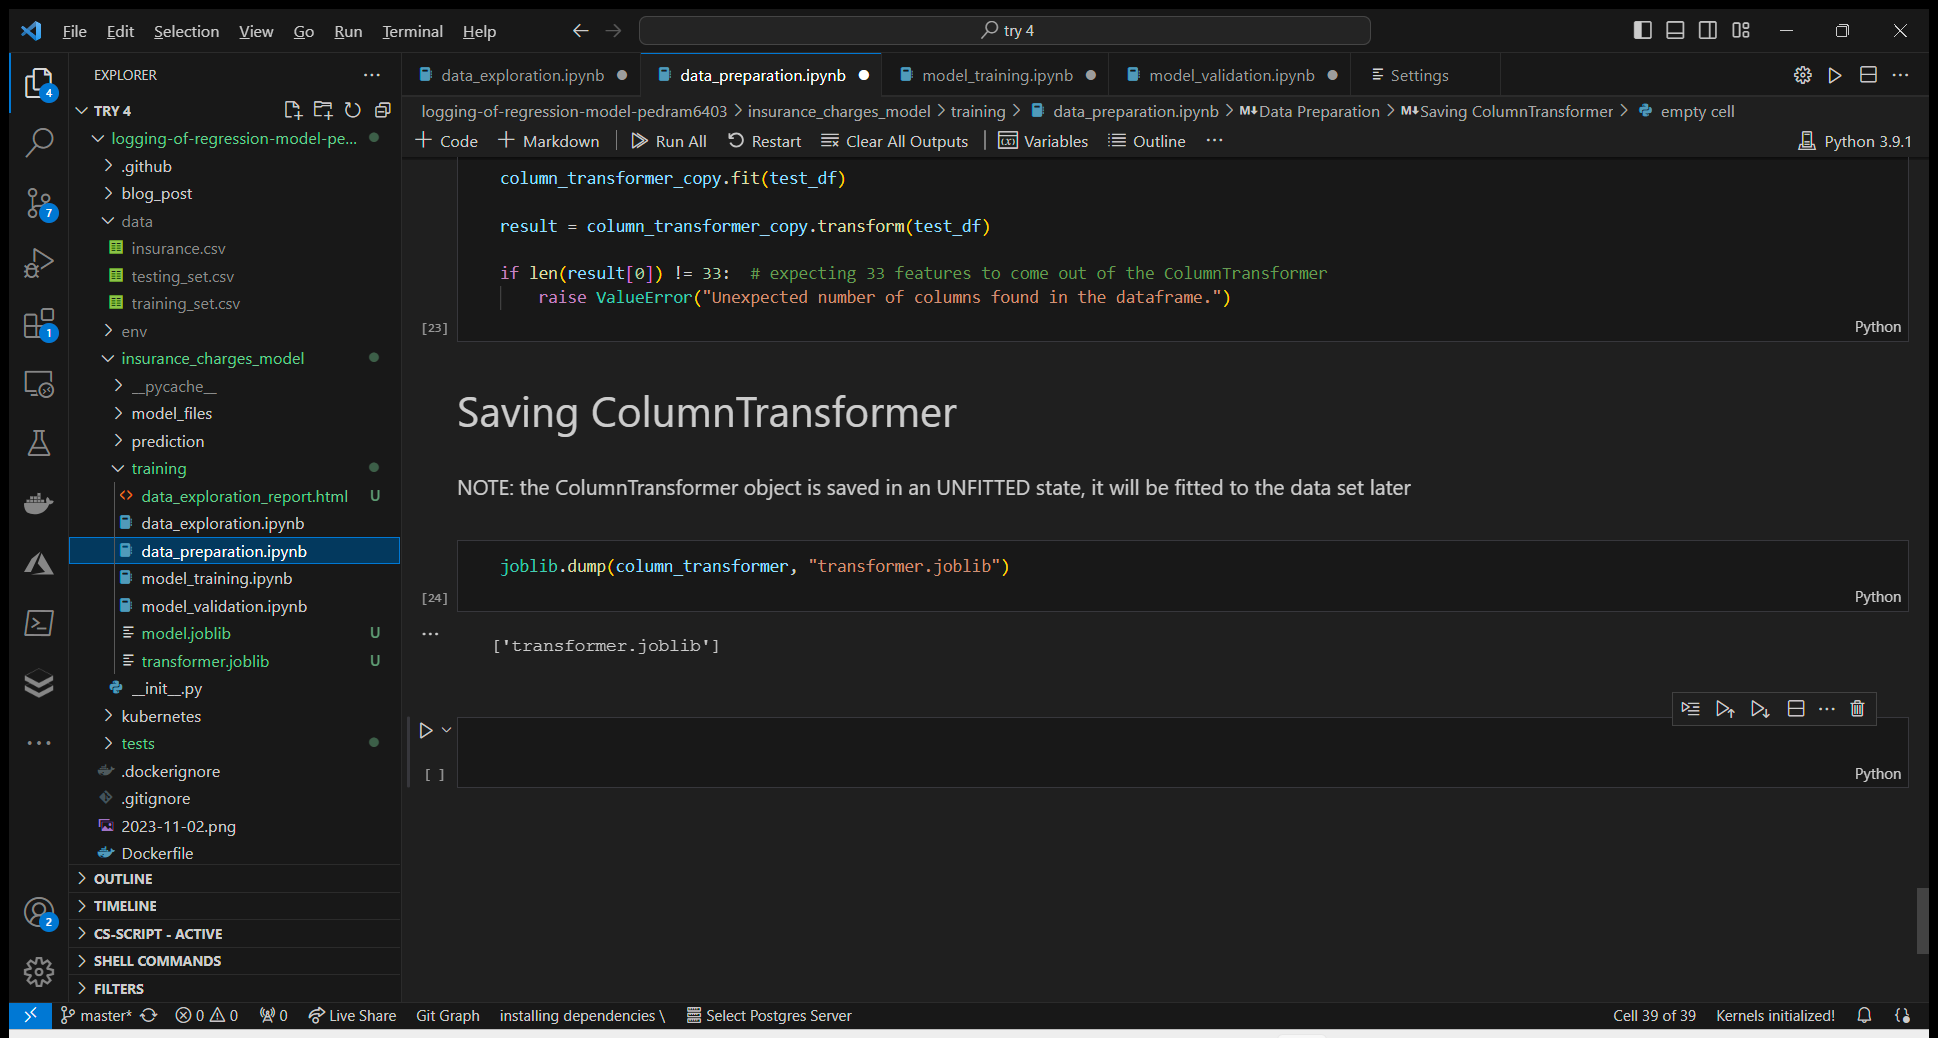 File Edit Selection View Go Run Terminal Help
try 4
EXPLORER
TRY 4
logging-of-regression-model-pe...
.github
blog_post
data
insurance.csv
testing_set.csv
training_set.csv
env
insurance_charges_model
__pycache__
model_files
prediction
training
data_exploration_report.html U
data_exploration.ipynb
data_preparation.ipynb
model_training.ipynb
model_validation.ipynb
model.joblib U
transformer.joblib U
__init__.py
kubernetes
tests
.dockerignore
.gitignore
2023-11-02.png
Dockerfile
OUTLINE
TIMELINE
CS-SCRIPT - ACTIVE
SHELL COMMANDS
FILTERS
4
7
1
2
data_exploration.ipynb data_preparation.ipynb model_training.ipynb model_validation.ipynb Settings
logging-of-regression-model-pedram6403 > insurance_charges_model > training > data_preparation.ipynb > M↓Data Preparation > M↓Saving ColumnTransformer > empty cell
+ Code + Markdown Run All Restart Clear All Outputs Variables Outline ... Python 3.9.1
column_transformer_copy.fit(test_df)
result = column_transformer_copy.transform(test_df)
if len(result[0]) != 33:  # expecting 33 features to come out of the ColumnTransformer
raise ValueError("Unexpected number of columns found in the dataframe.")
[23] Python
Saving ColumnTransformer
NOTE: the ColumnTransformer object is saved in an UNFITTED state, it will be fitted to the data set later
joblib.dump(column_transformer, "transformer.joblib")
[24] Python
['transformer.joblib']
[ ] Python
master* 0 0 0 Live Share Git Graph installing dependencies \ Select Postgres Server Cell 39 of 39 Kernels initialized!